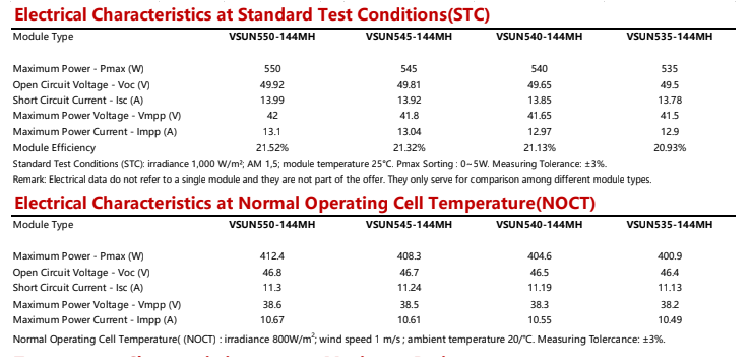 Electrical Characteristics at Standard Test Conditions(STC)
Module Type VSUN550-144MH VSUN545-144MH VSUN540-144MH VSUN535-144MH
Maximum Power - Pmax (W) 550 545 540 535
Open Circuit Voltage - Voc (V) 49.92 49.81 49.65 49.5
Short Circuit Current - Isc (A) 13.99 13.92 13.85 13.78
Maximum Power Voltage - Vmpp (V) 42 41.8 41.65 41.5
Maximum Power Current - Impp (A) 13.1 13.04 12.97 12.9
Module Efficiency 21.52% 21.32% 21.13% 20.93%
Standard Test Conditions (STC): irradiance 1,000 W/m²; AM 1,5; module temperature 25°C. Pmax Sorting : 0~5W. Measuring Tolerance: ±3%.
Remark: Electrical data do not refer to a single module and they are not part of the offer. They only serve for comparison among different module types.
Electrical Characteristics at Normal Operating Cell Temperature(NOCT)
Module Type VSUN550-144MH VSUN545-144MH VSUN540-144MH VSUN535-144MH
Maximum Power - Pmax (W) 412.4 408.3 404.6 400.9
Open Circuit Voltage - Voc (V) 46.8 46.7 46.5 46.4
Short Circuit Current - Isc (A) 11.3 11.24 11.19 11.13
Maximum Power Voltage - Vmpp (V) 38.6 38.5 38.3 38.2
Maximum Power Current - Impp (A) 10.67 10.61 10.55 10.49
Normal Operating Cell Temperature( (NOCT) : irradiance 800W/m²; wind speed 1 m/s ; ambient temperature 20/°C. Measuring Tolercance: ±3%.